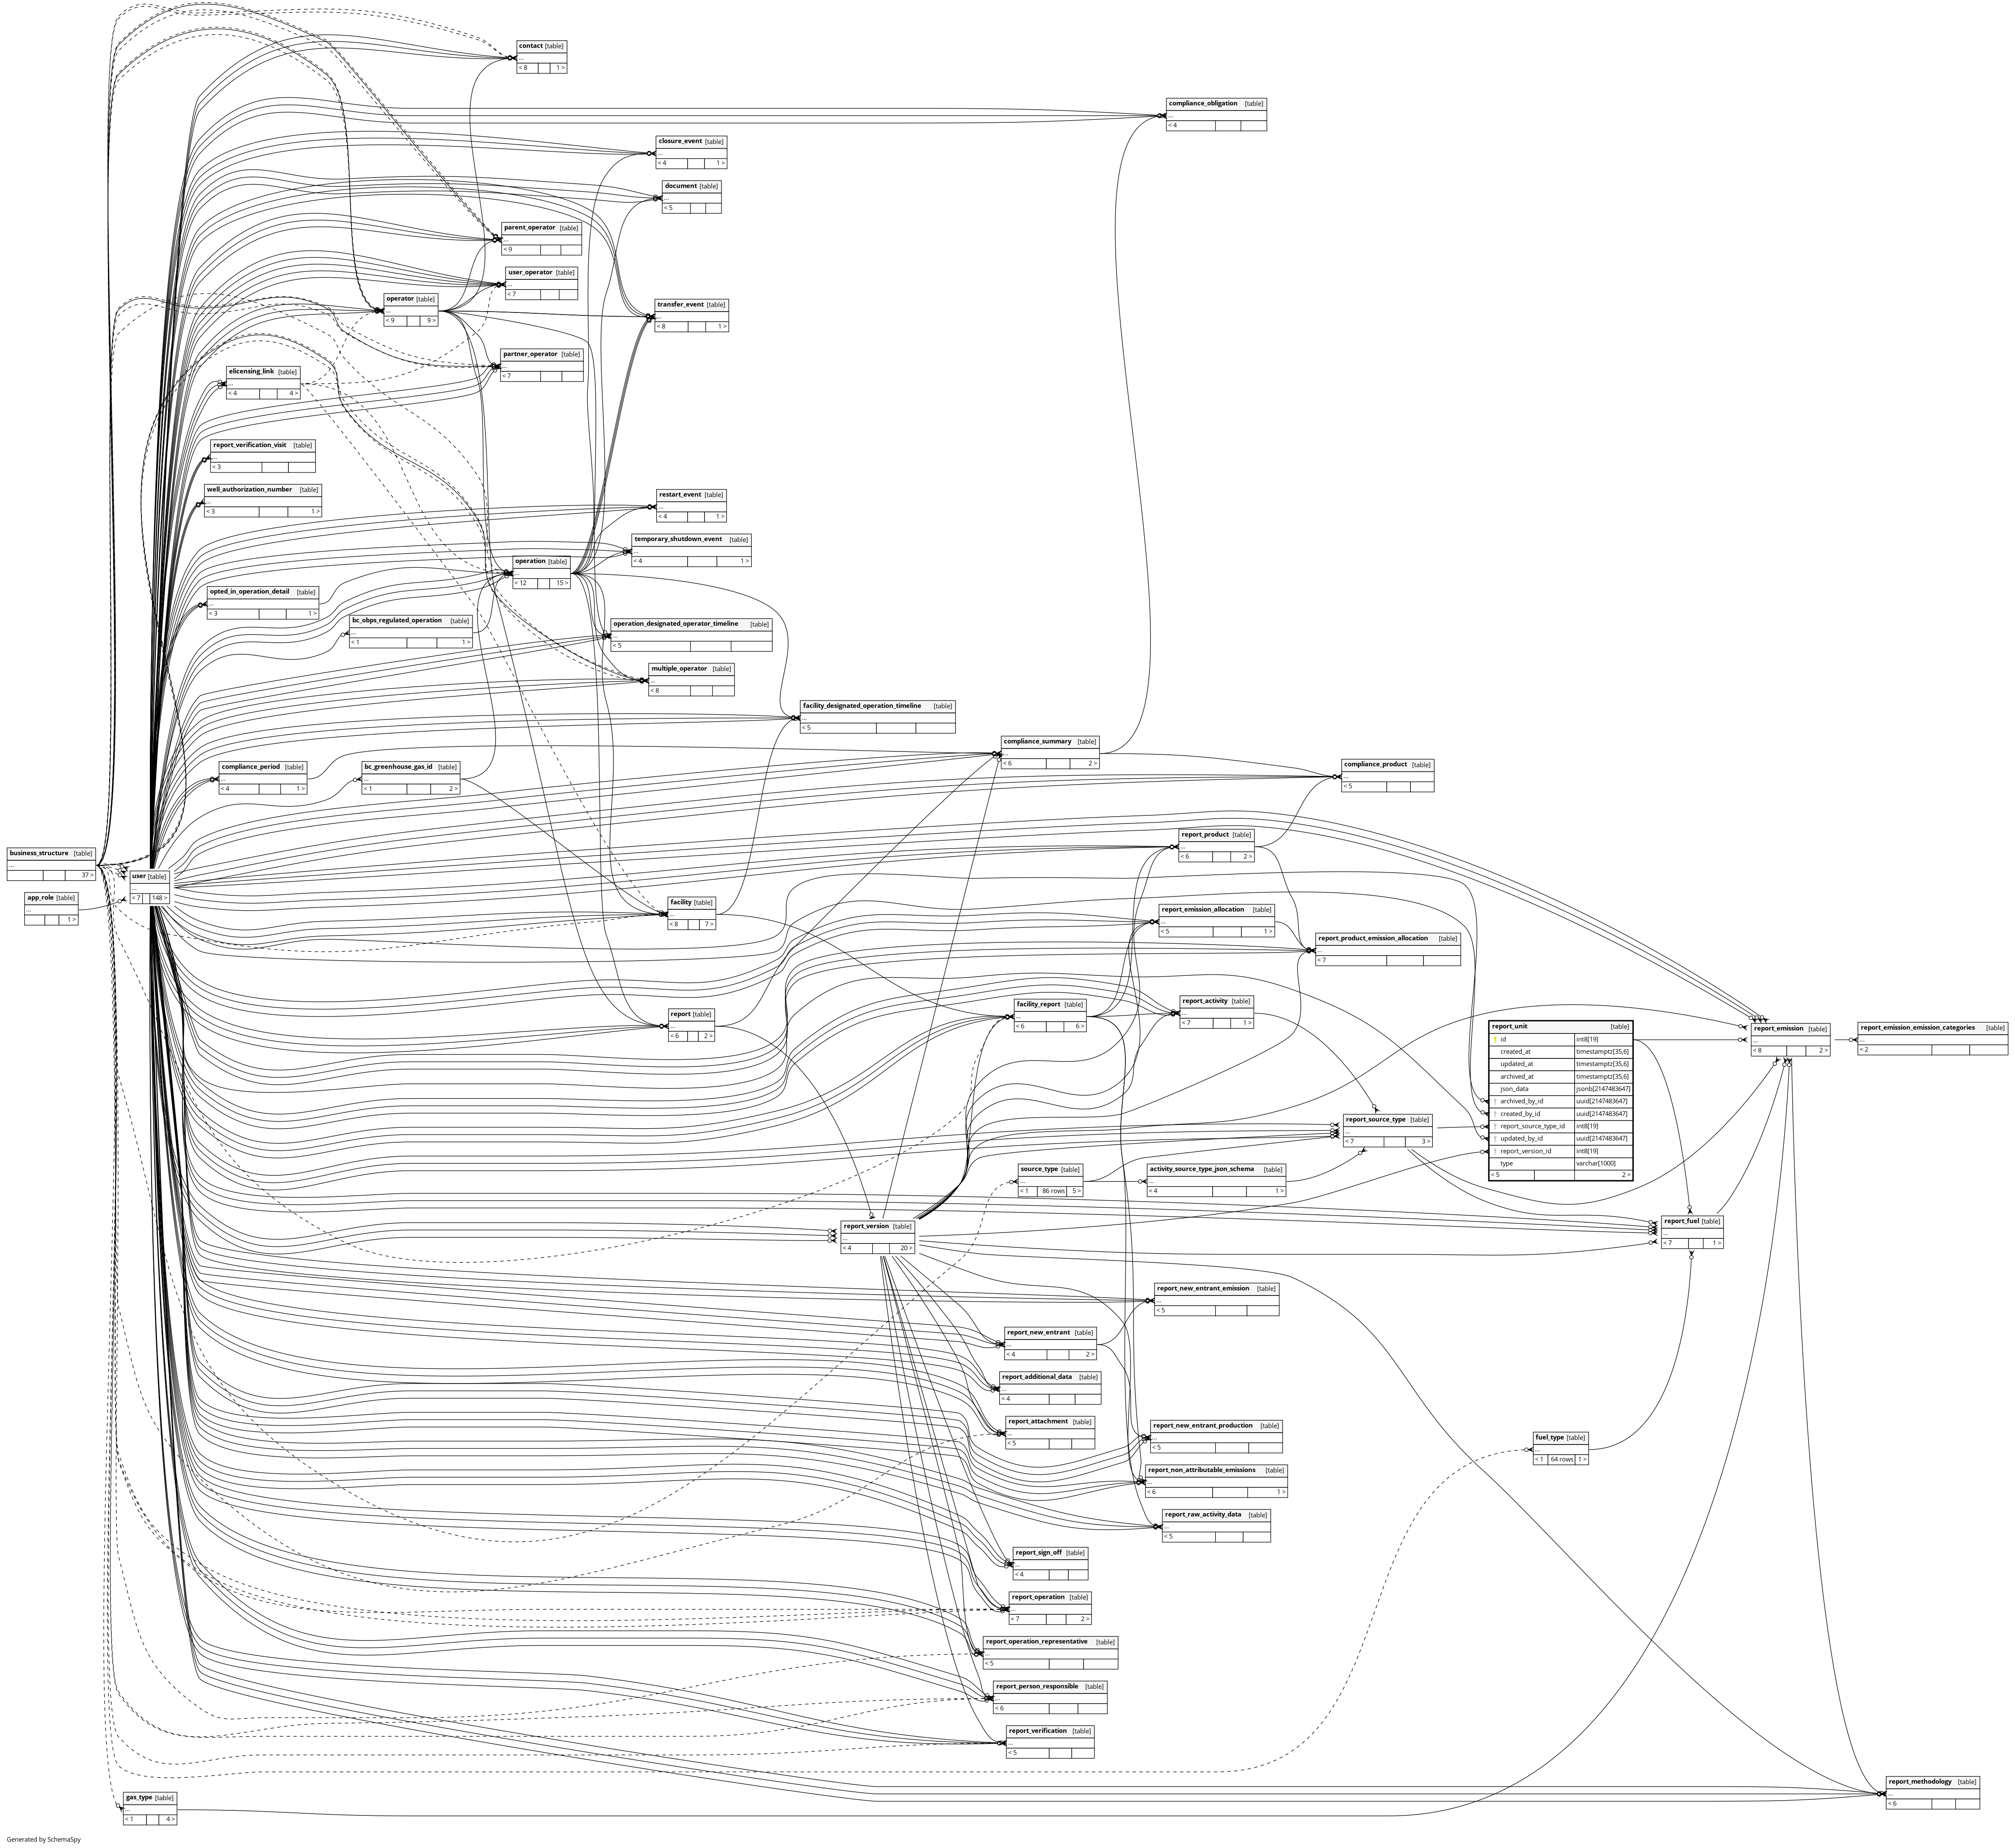 contact [table]
...
< 8 1 >
compliance_obligation [table]
...
< 4
closure_event [table]
...
< 4 1 >
document [table]
...
< 5
parent_operator [table]
...
< 9
user_operator [table]
...
< 7
operator [table]
...
< 9 9 >
transfer_event [table]
...
< 8 1 >
partner_operator [table]
...
< 7
elicensing_link [table]
...
< 4 4 >
report_verification_visit [table]
...
< 3
well_authorization_number [table]
...
< 3 1 >
restart_event [table]
...
< 4 1 >
temporary_shutdown_event [table]
...
< 4 1 >
operation [table]
...
< 12 15 >
opted_in_operation_detail [table]
...
< 3 1 >
bc_obps_regulated_operation [table]
...
< 1 1 >
operation_designated_operator_timeline [table]
...
< 5
multiple_operator [table]
...
< 8
facility_designated_operation_timeline [table]
...
< 5
compliance_summary [table]
...
< 6 2 >
compliance_period [table]
...
< 4 1 >
bc_greenhouse_gas_id [table]
...
< 1 2 >
compliance_product [table]
...
< 5
report_product [table]
...
< 6 2 >
business_structure [table]
...
37 >
user [table]
...
< 7 148 >
app_role [table]
...
1 >
facility [table]
...
< 8 7 >
report_emission_allocation [table]
...
< 5 1 >
report_product_emission_allocation [table]
...
< 7
report [table]
...
< 6 2 >
facility_report [table]
...
< 6 6 >
report_activity [table]
...
< 7 1 >
report_unit [table]
id int8[19]
created_at timestamptz[35,6]
updated_at timestamptz[35,6]
archived_at timestamptz[35,6]
json_data jsonb[2147483647]
archived_by_id uuid[2147483647]
created_by_id uuid[2147483647]
report_source_type_id int8[19]
updated_by_id uuid[2147483647]
report_version_id int8[19]
type varchar[1000]
< 5 2 >
report_emission [table]
...
< 8 2 >
report_emission_emission_categories [table]
...
< 2
report_source_type [table]
...
< 7 3 >
source_type [table]
...
< 1 86 rows 5 >
activity_source_type_json_schema [table]
...
< 4 1 >
report_version [table]
...
< 4 20 >
report_fuel [table]
...
< 7 1 >
report_new_entrant_emission [table]
...
< 5
report_new_entrant [table]
...
< 4 2 >
report_additional_data [table]
...
< 4
report_attachment [table]
...
< 5
report_new_entrant_production [table]
...
< 5
fuel_type [table]
...
< 1 64 rows 1 >
report_non_attributable_emissions [table]
...
< 6 1 >
report_raw_activity_data [table]
...
< 5
report_sign_off [table]
...
< 4
report_operation [table]
...
< 7 2 >
report_operation_representative [table]
...
< 5
report_person_responsible [table]
...
< 6
report_verification [table]
...
< 5
report_methodology [table]
...
< 6
gas_type [table]
...
< 1 4 >
Generated by SchemaSpy